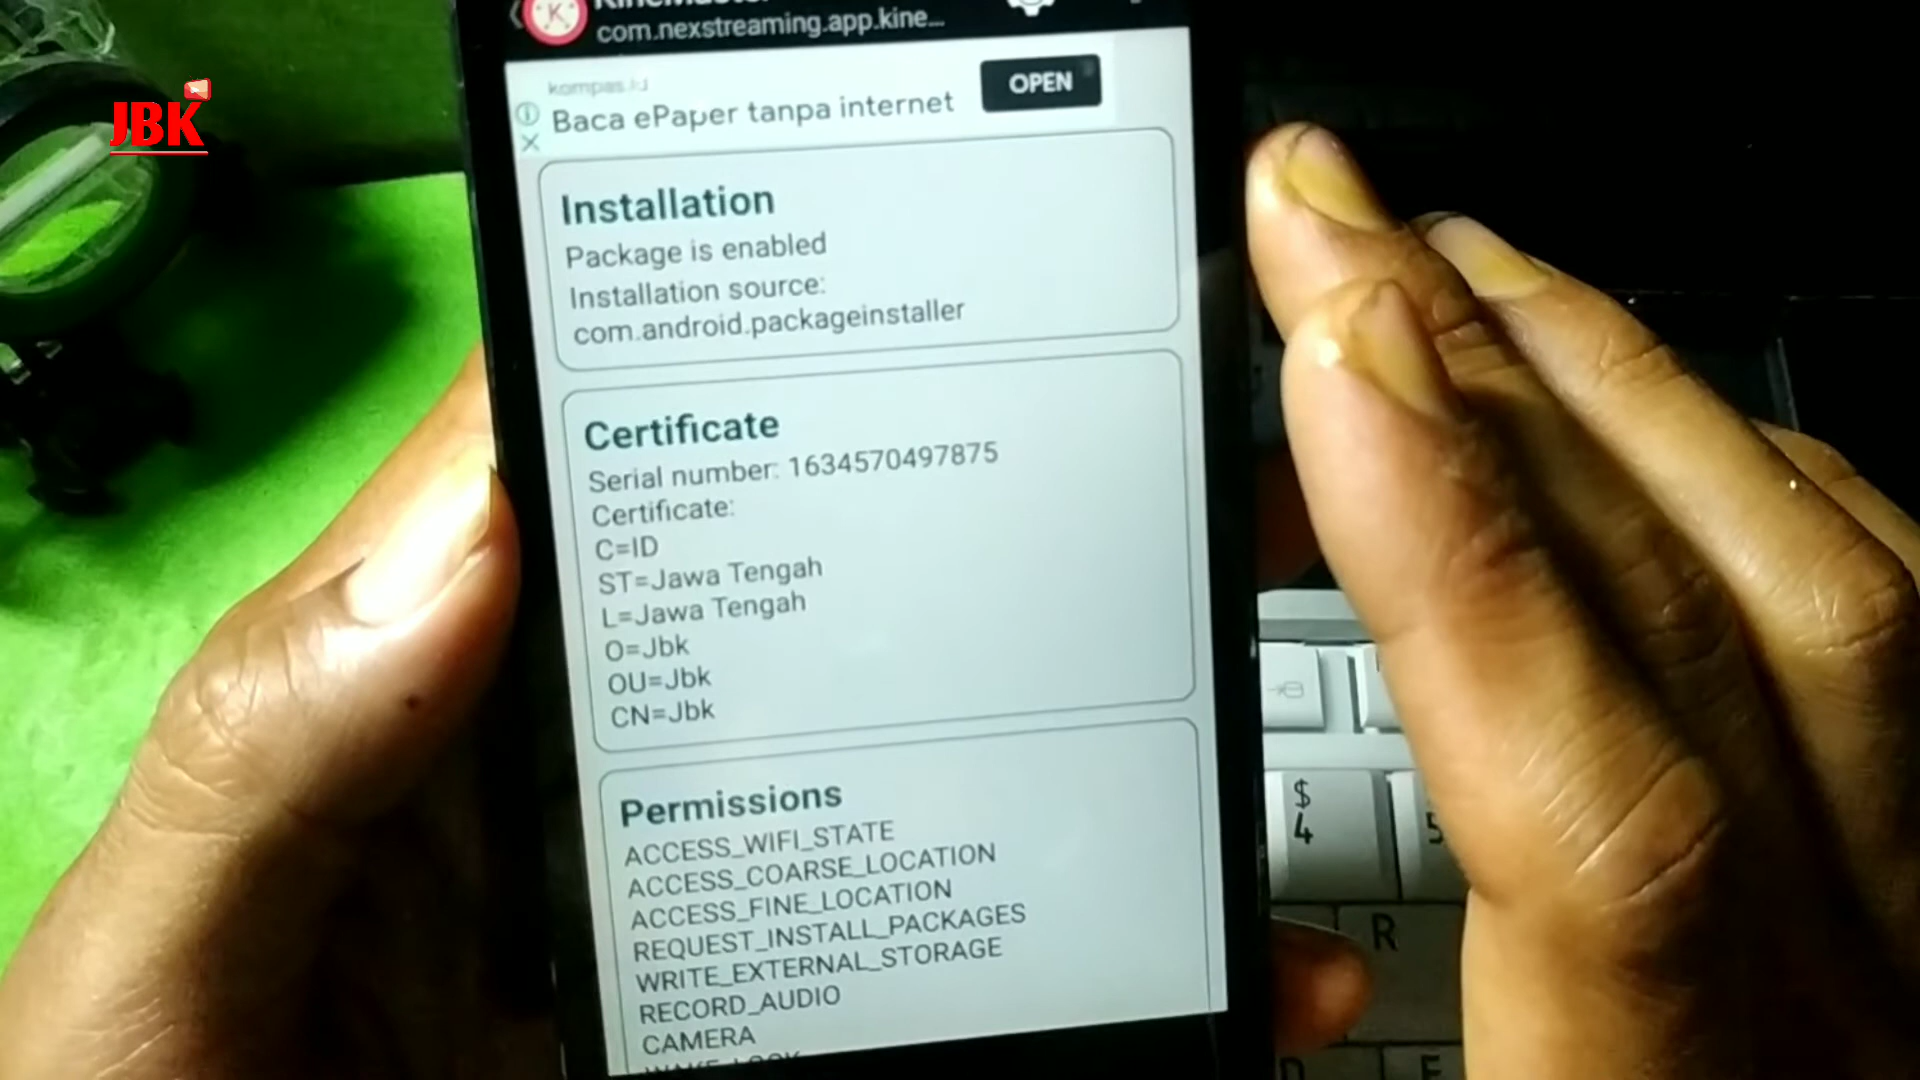 com.nexstreaming.app.kine...
JBK
kompas.id
Baca ePaper tanpa internet
OPEN
Installation
Package is enabled
Installation source:
com.android.packageinstaller
Certificate
Serial number: 1634570497875
Certificate:
C=ID
ST=Jawa Tengah
L=Jawa Tengah
O=Jbk
OU=Jbk
CN=Jbk
Permissions
ACCESS_WIFI_STATE
ACCESS_COARSE_LOCATION
ACCESS_FINE_LOCATION
REQUEST_INSTALL_PACKAGES
WRITE_EXTERNAL_STORAGE
RECORD_AUDIO
CAMERA
$
4
5
R